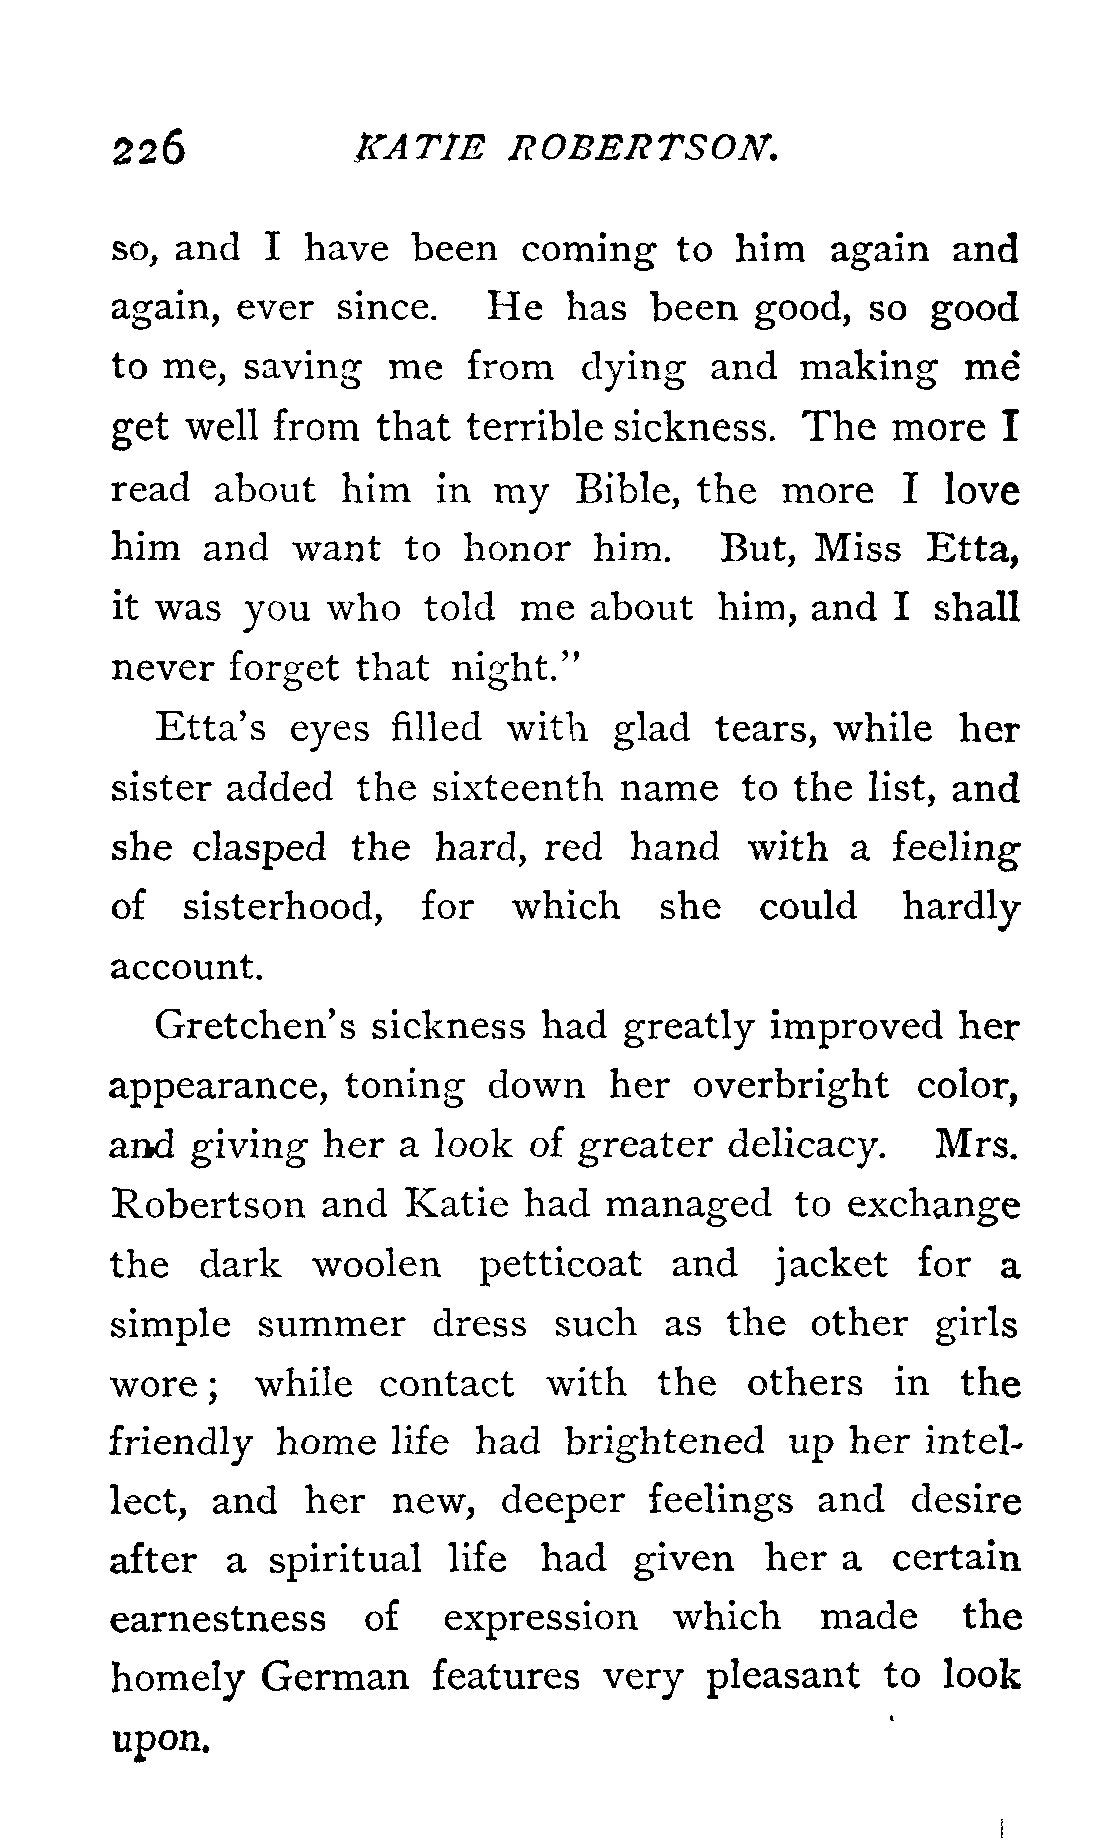 226 KATIE ROBERTSON.
so, and I have been coming to him again and
again, ever since. He has been good, so good
to me, saving me from dying and making me
get well from that terrible sickness. The more I
read about him in my Bible, the more I love
him and want to honor him. But, Miss Etta,
it was you who told me about him, and I shall
never forget that night.”
Etta’s eyes filled with glad tears, while her
sister added the sixteenth name to the list, and
she clasped the hard, red hand with a feeling
of sisterhood, for which she could hardly
account.
Gretchen’s sickness had greatly improved her
appearance, toning down her overbright color,
and giving her a look of greater delicacy. Mrs.
Robertson and Katie had managed to exchange
the dark woolen petticoat and jacket for a
simple summer dress such as the other girls
wore; while contact with the others in the
friendly home life had brightened up her intel-
lect, and her new, deeper feelings and desire
after a spiritual life had given her a certain
earnestness of expression which made the
homely German features very pleasant to look
upon.